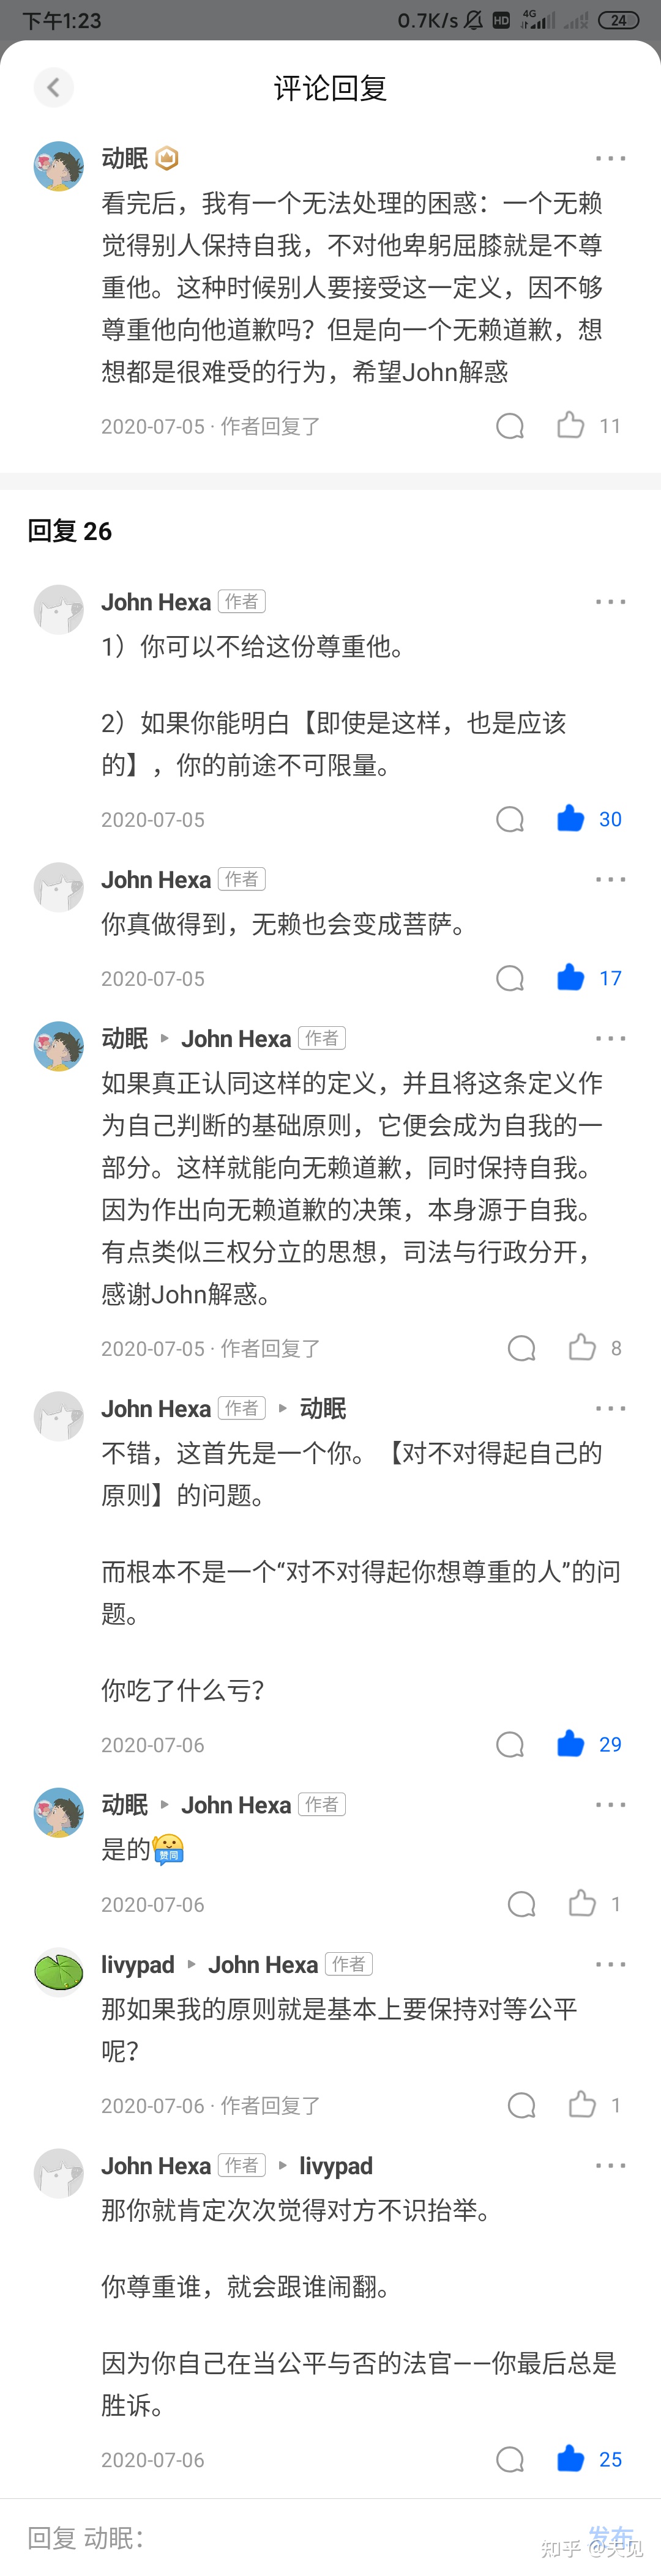 下午1:23
0.7K/s HD 4G 24
评论回复
动眠
看完后，我有一个无法处理的困惑：一个无赖
觉得别人保持自我，不对他卑躬屈膝就是不尊
重他。这种时候别人要接受这一定义，因不够
尊重他向他道歉吗？但是向一个无赖道歉，想
想都是很难受的行为，希望John解惑
2020-07-05 · 作者回复了 11
回复 26
John Hexa 作者
1）你可以不给这份尊重他。
2）如果你能明白【即使是这样，也是应该
的】，你的前途不可限量。
2020-07-05 30
John Hexa 作者
你真做得到，无赖也会变成菩萨。
2020-07-05 17
动眠 ▸ John Hexa 作者
如果真正认同这样的定义，并且将这条定义作
为自己判断的基础原则，它便会成为自我的一
部分。这样就能向无赖道歉，同时保持自我。
因为作出向无赖道歉的决策，本身源于自我。
有点类似三权分立的思想，司法与行政分开，
感谢John解惑。
2020-07-05 · 作者回复了 8
John Hexa 作者 ▸ 动眠
不错，这首先是一个你。【对不对得起自己的
原则】的问题。
而根本不是一个“对不对得起你想尊重的人”的问
题。
你吃了什么亏？
2020-07-06 29
动眠 ▸ John Hexa 作者
是的 赞同
2020-07-06 1
livypad ▸ John Hexa 作者
那如果我的原则就是基本上要保持对等公平
呢？
2020-07-06 · 作者回复了 1
John Hexa 作者 ▸ livypad
那你就肯定次次觉得对方不识抬举。
你尊重谁，就会跟谁闹翻。
因为你自己在当公平与否的法官——你最后总是
胜诉。
2020-07-06 25
回复 动眠： 发布
知乎 @天见